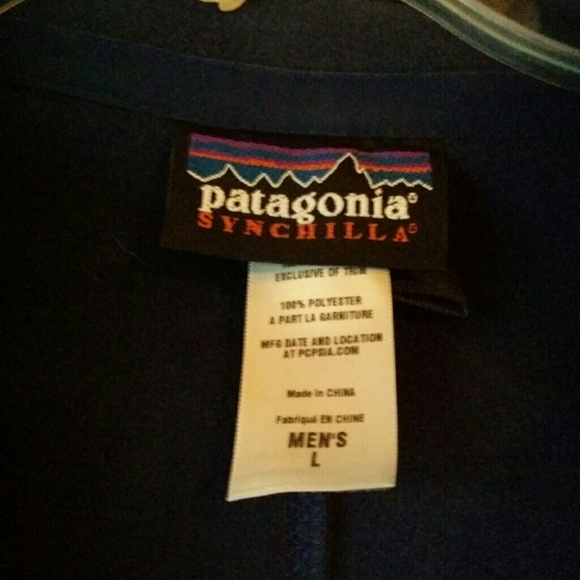 patagonia®
SYNCHILLA®
EXCLUSIVE OF TRIM
100% POLYESTER
A PART LA GARNITURE
MFG DATE AND LOCATION
AT PCPSIA.COM
Made in CHINA
Fabriqué EN CHINE
MEN'S
L